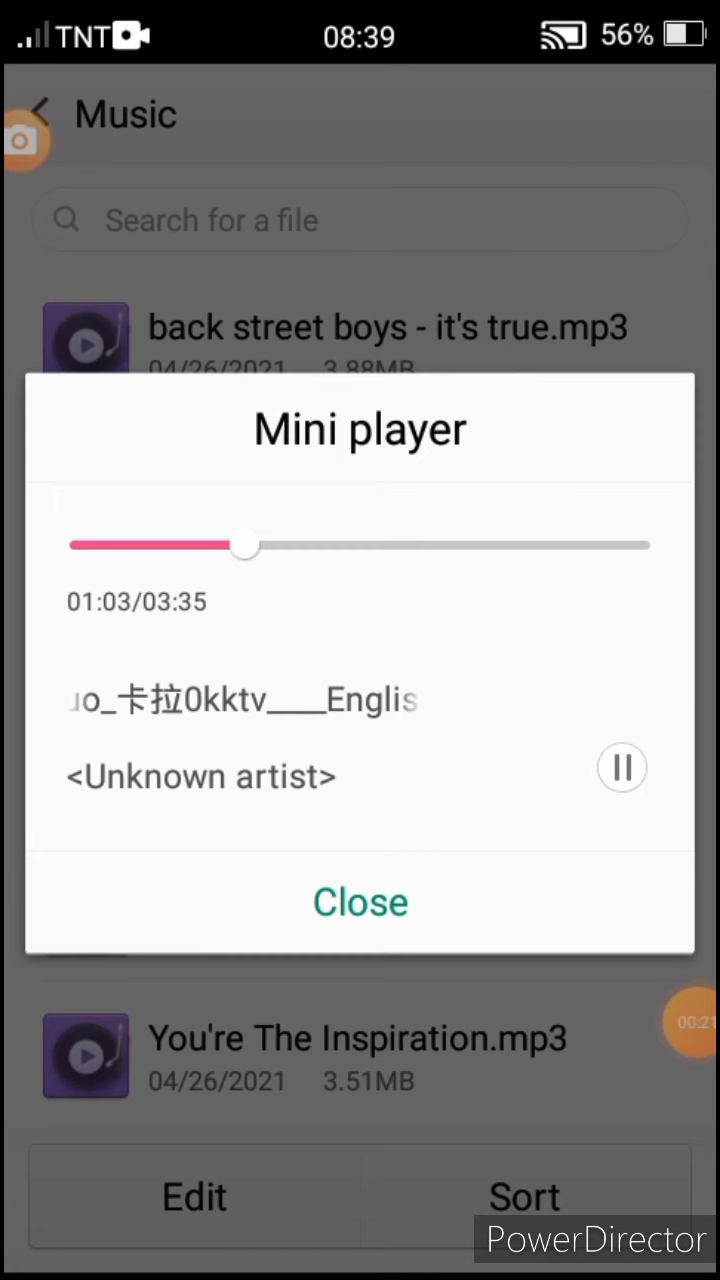 TNT 08:39 56%
Music
Search for a file
back street boys - it's true.mp3
04/26/2021 3.88MB
Mini player
01:03/03:35
uo_卡拉0kktv____Englis
<Unknown artist>
Close
00:21
You're The Inspiration.mp3
04/26/2021 3.51MB
Edit Sort
PowerDirector